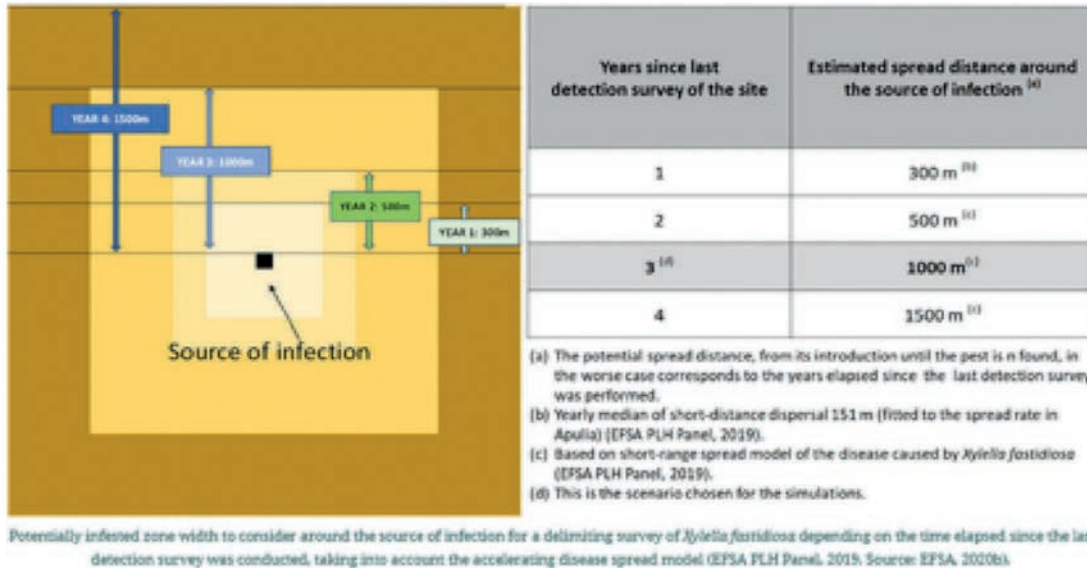 YEAR 4: 1500m
YEAR 3: 1000m
YEAR 2: 500m
YEAR 1: 300m
Source of infection
Years since last
detection survey of the site
Estimated spread distance around
the source of infection (a)
1
300 m (b)
2
500 m (c)
3 (d)
1000 m(c)
4
1500 m (c)
(a) The potential spread distance, from its introduction until the pest is n found, in
the worse case corresponds to the years elapsed since the last detection survey
was performed.
(b) Yearly median of short-distance dispersal 151 m (fitted to the spread rate in
Apulia) (EFSA PLH Panel, 2019).
(c) Based on short-range spread model of the disease caused by Xylella fastidiosa
(EFSA PLH Panel, 2019).
(d) This is the scenario chosen for the simulations.
Potentially infested zone width to consider around the source of infection for a delimiting survey of Xylella fastidiosa depending on the time elapsed since the las
detection survey was conducted, taking into account the accelerating disease spread model (EFSA PLH Panel, 2019, Source: EFSA, 2020b).